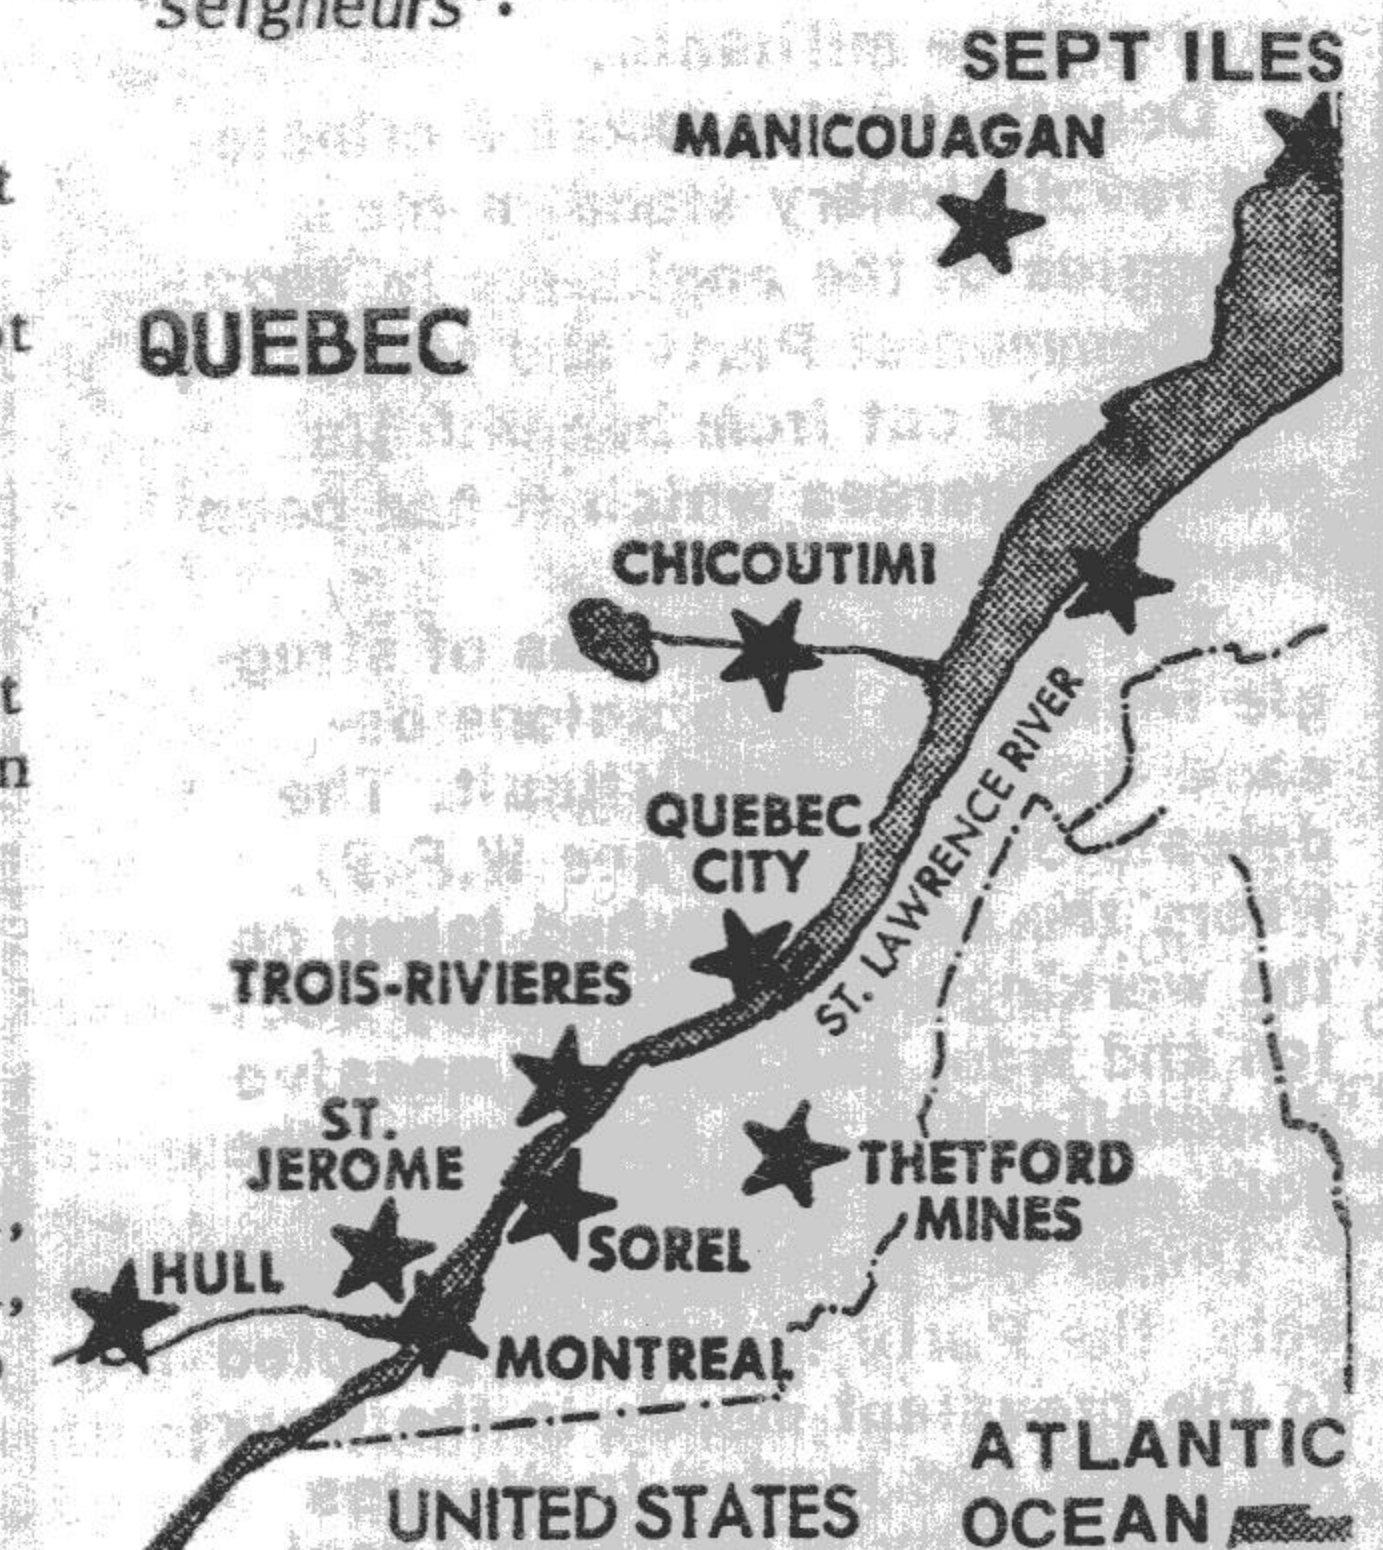 seigneurs".
SEPT ILES
MANICOUAGAN
t
QUEBEC
ot
CHICOUTIMI
t
ST. LAWRENCE RIVER
n
QUEBEC
CITY
TROIS-RIVIERES
ST.
JEROME
THETFORD
MINES
SOREL
HULL
MONTREAL
ATLANTIC
OCEAN
UNITED STATES